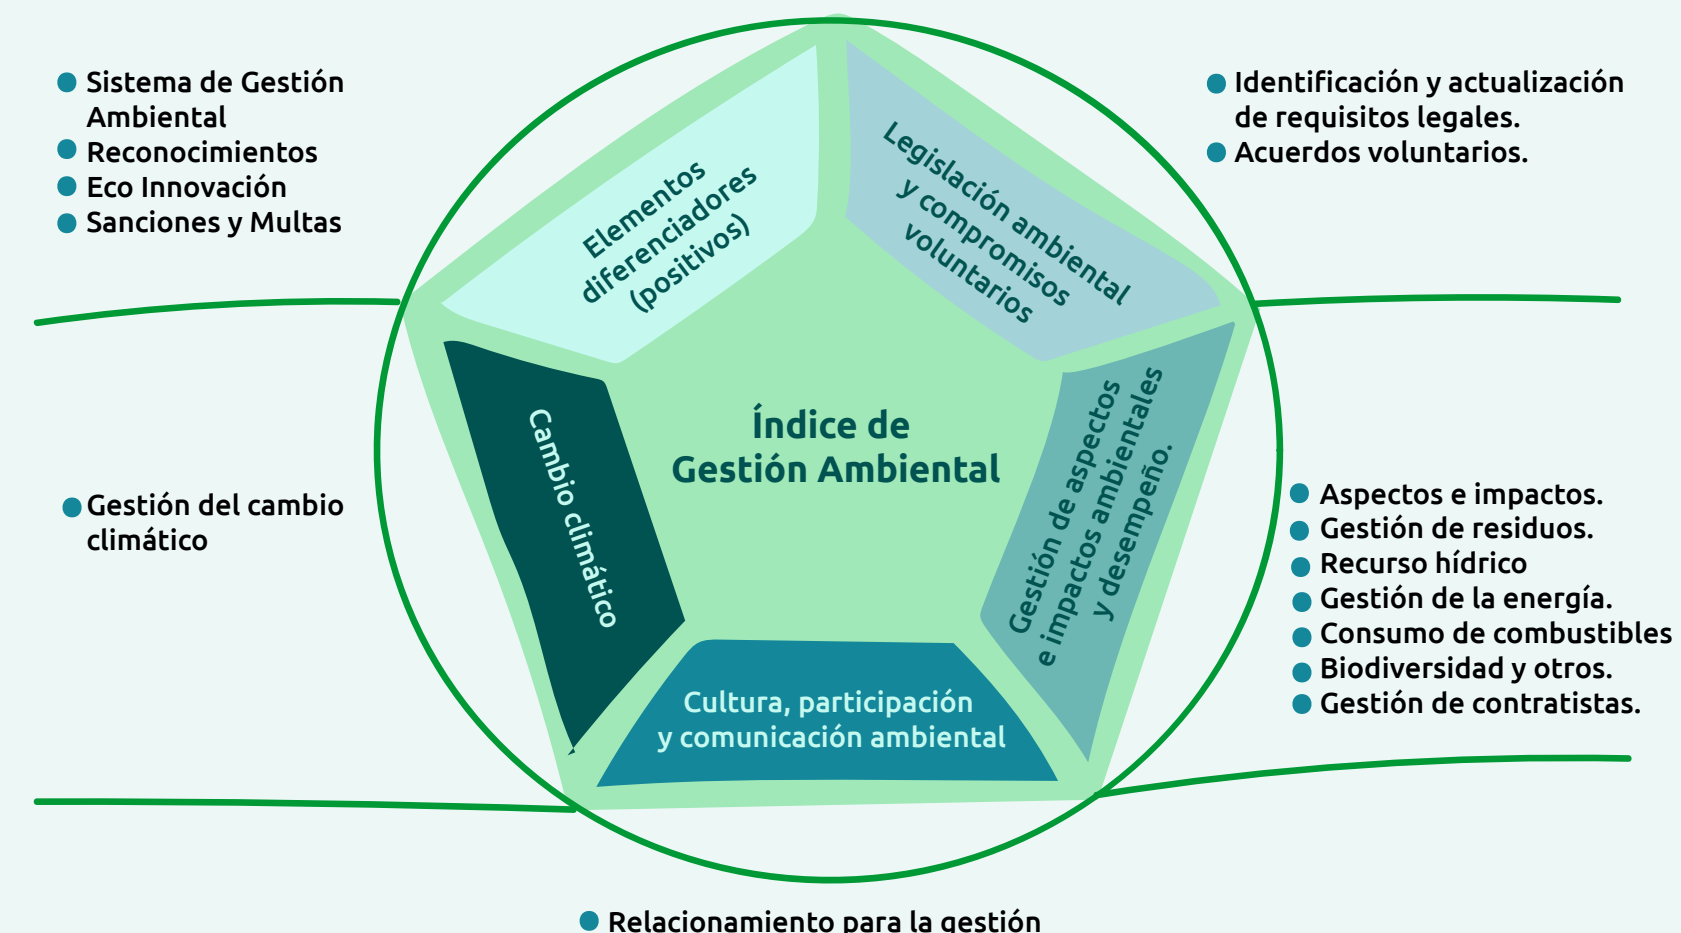 Sistema de Gestión
Ambiental
Reconocimientos
Eco Innovación
Sanciones y Multas
Identificación y actualización
de requisitos legales.
Acuerdos voluntarios.
Elementos
diferenciadores
(positivos)
Legislación ambiental
y compromisos
voluntarios
Índice de
Gestión Ambiental
Cambio climático
Gestión de aspectos
e impactos ambientales
y desempeño.
Gestión del cambio
climático
Aspectos e impactos.
Gestión de residuos.
Recurso hídrico
Gestión de la energía.
Consumo de combustibles
Biodiversidad y otros.
Gestión de contratistas.
Cultura, participación
y comunicación ambiental
Relacionamiento para la gestión